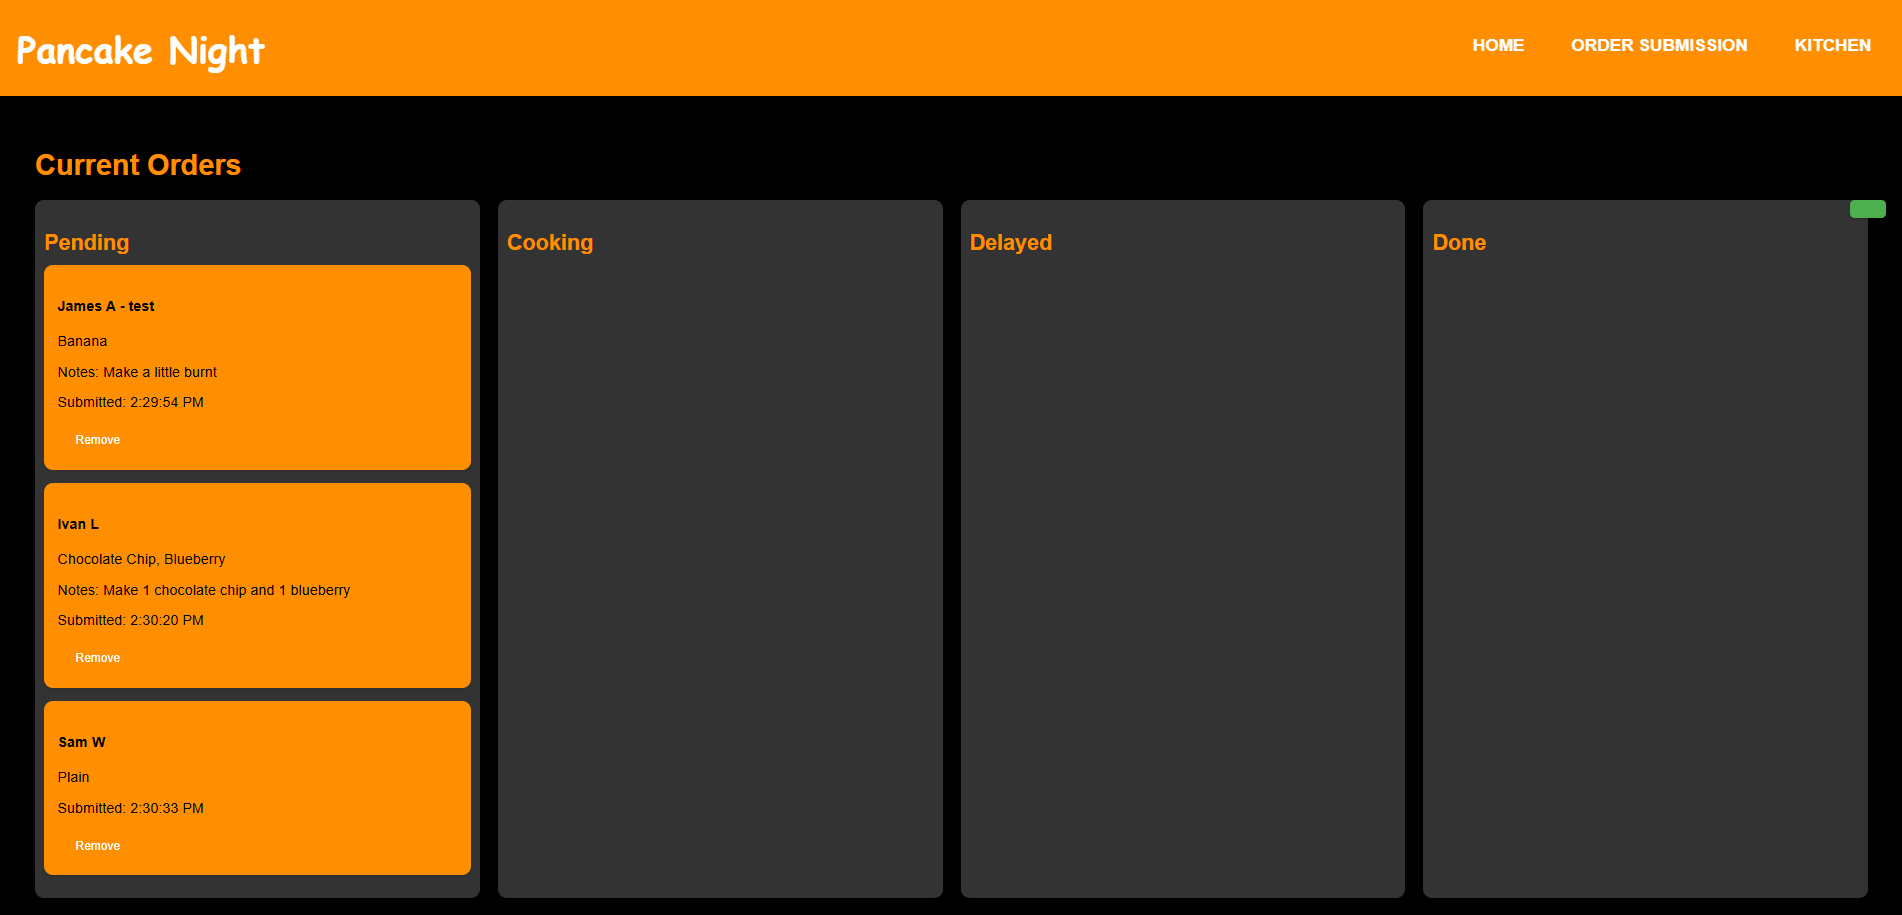 Pancake Night
HOME
ORDER SUBMISSION
KITCHEN
Current Orders
Pending
James A - test
Banana
Notes: Make a little burnt
Submitted: 2:29:54 PM
Remove
Ivan L
Chocolate Chip, Blueberry
Notes: Make 1 chocolate chip and 1 blueberry
Submitted: 2:30:20 PM
Remove
Sam W
Plain
Submitted: 2:30:33 PM
Remove
Cooking
Delayed
Done